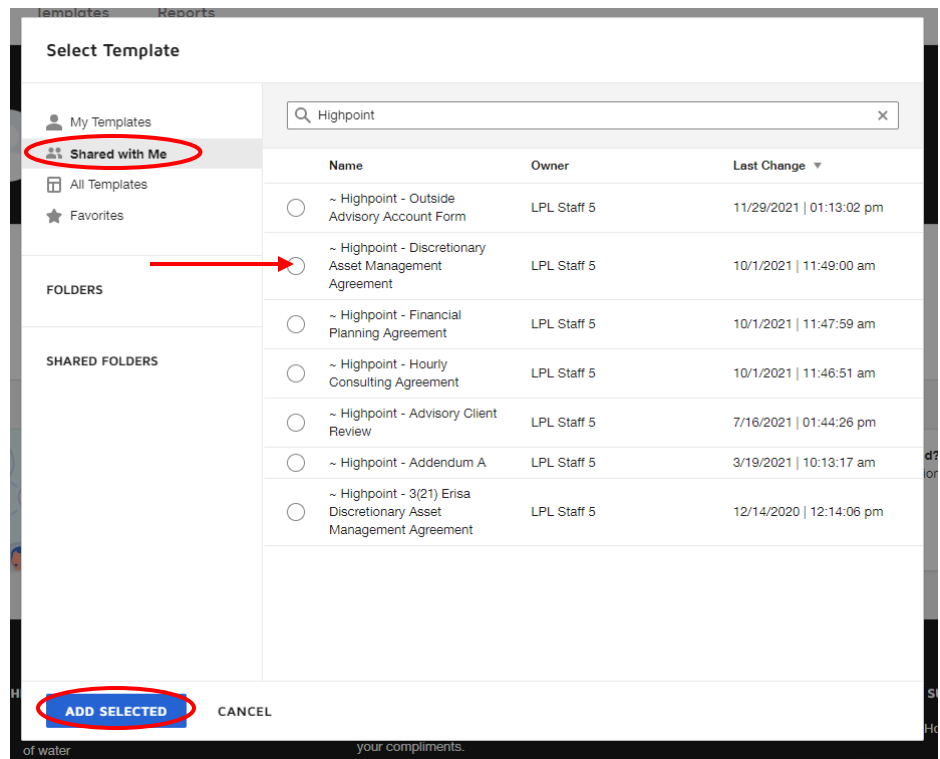 Templates Reports
Select Template
My Templates
Shared with Me
All Templates
Favorites
FOLDERS
SHARED FOLDERS
Highpoint
Name Owner Last Change
~ Highpoint - Outside
Advisory Account Form
LPL Staff 5
11/29/2021 | 01:13:02 pm
~ Highpoint - Discretionary
Asset Management
Agreement
LPL Staff 5
10/1/2021 | 11:49:00 am
~ Highpoint - Financial
Planning Agreement
LPL Staff 5
10/1/2021 | 11:47:59 am
~ Highpoint - Hourly
Consulting Agreement
LPL Staff 5
10/1/2021 | 11:46:51 am
~ Highpoint - Advisory Client
Review
LPL Staff 5
7/16/2021 | 01:44:26 pm
~ Highpoint - Addendum A
LPL Staff 5
3/19/2021 | 10:13:17 am
~ Highpoint - 3(21) Erisa
Discretionary Asset
Management Agreement
LPL Staff 5
12/14/2020 | 12:14:06 pm
ADD SELECTED CANCEL
of water
your compliments.